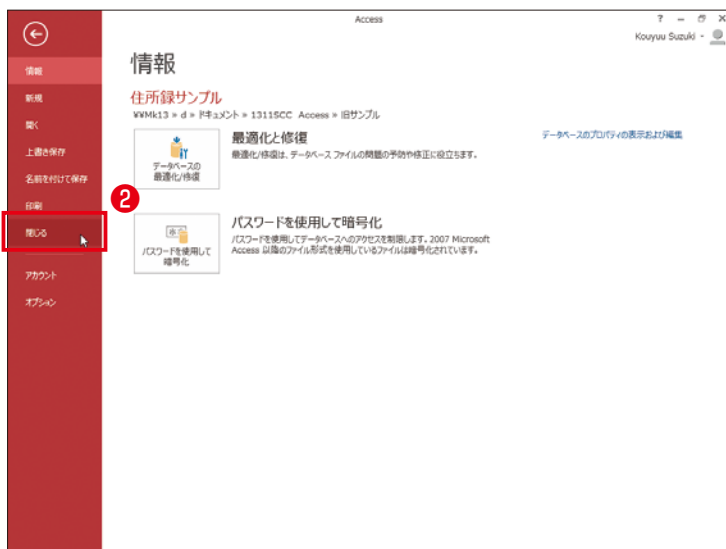 Access
Kouyuu Suzuki
情報
新規
開く
上書き保存
名前を付けて保存
印刷
閉じる
アカウント
オプション
2
情報
住所録サンプル
¥¥Mk13 » d » ドキュメント » 1311SCC Access » 旧サンプル
データベースの
最適化/修復
最適化と修復
最適化/修復は、データベース ファイルの問題の予防や修正に役立ちます。
データベースのプロパティの表示および編集
パスワードを使用して
暗号化
パスワードを使用して暗号化
パスワードを使用してデータベースへのアクセスを制限します。2007 Microsoft
Access 以降のファイル形式を使用しているファイルは暗号化されています。